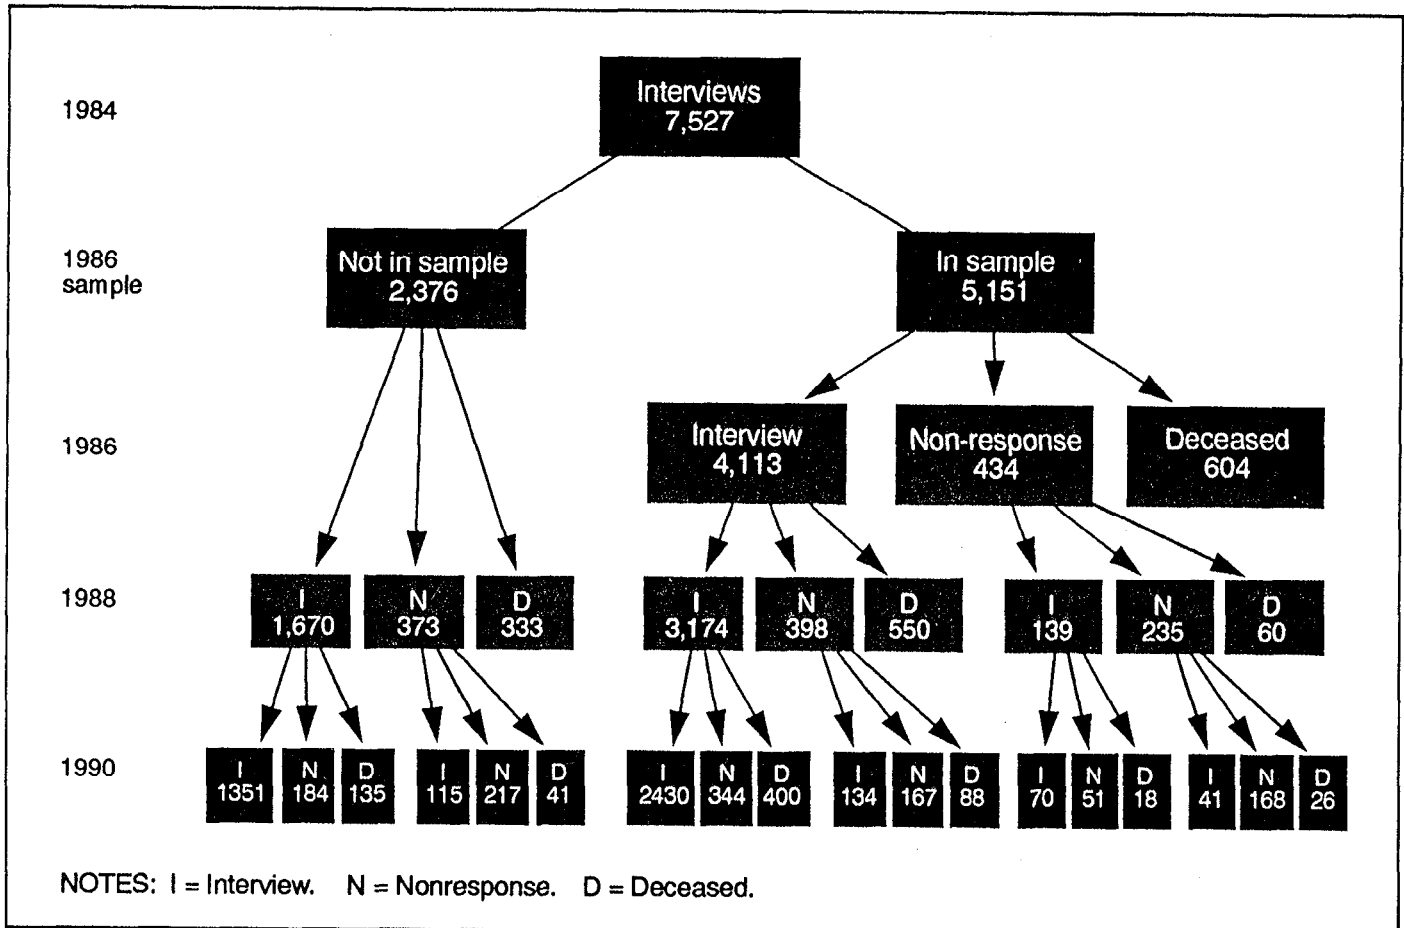 1984
Interviews
7,527
1986
sample
Not in sample
2,376
In sample
5,151
1986
Interview
4,113
Non-response
434
Deceased
604
1988
I
1,670
N
373
D
333
I
3,174
N
398
D
550
I
139
N
235
D
60
1990
I
1351
N
184
D
135
I
115
N
217
D
41
I
2430
N
344
D
400
I
134
N
167
D
88
I
70
N
51
D
18
I
41
N
168
D
26
NOTES: I = Interview. N = Nonresponse. D = Deceased.